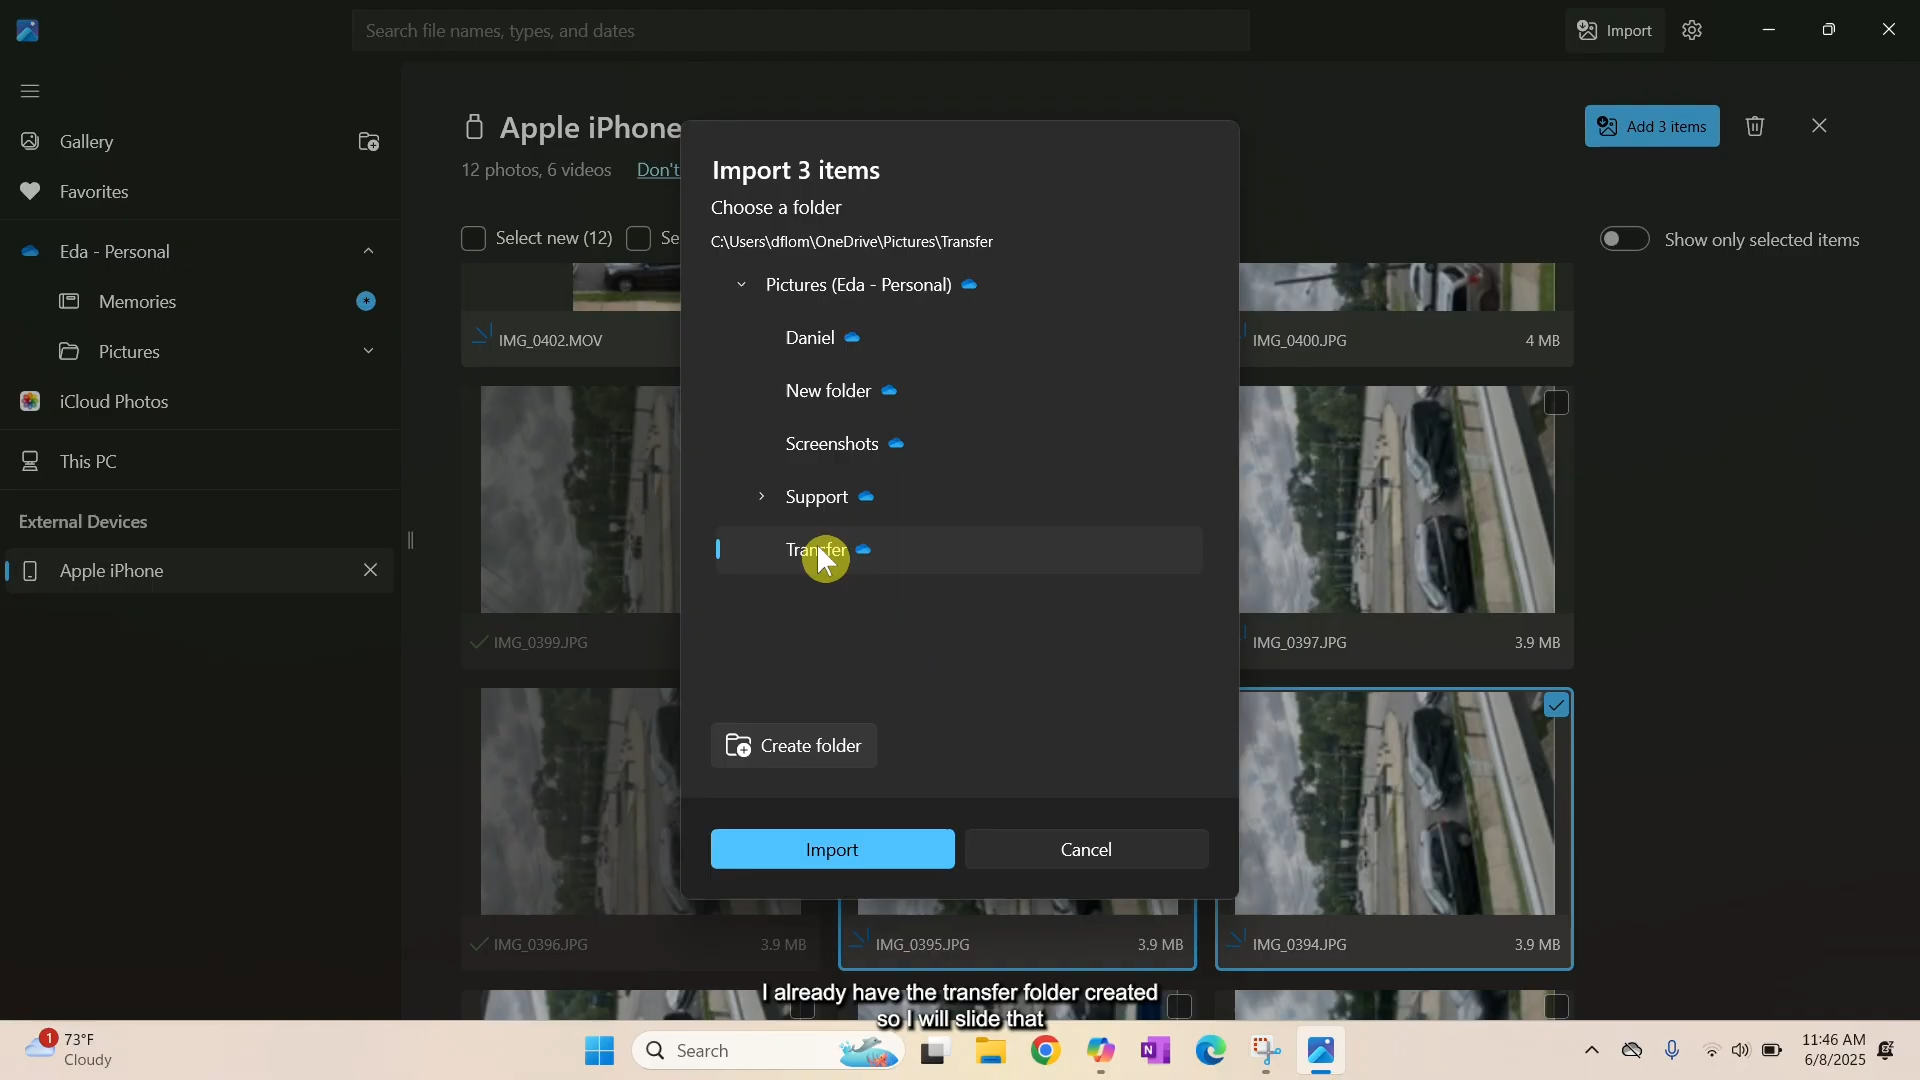 Search file names, types, and dates
Import
Gallery
Favorites
Eda - Personal
Memories
Pictures
iCloud Photos
This PC
External Devices
Apple iPhone
Apple iPhone
12 photos, 6 videos
Don't
Add 3 items
Select new (12)
Se
Show only selected items
IMG_0402.MOV
IMG_0400.JPG
4 MB
IMG_0399.JPG
IMG_0397.JPG
3.9 MB
IMG_0396.JPG
3.9 MB
IMG_0395.JPG
3.9 MB
IMG_0394.JPG
3.9 MB
Import 3 items
Choose a folder
C:\Users\dflom\OneDrive\Pictures\Transfer
Pictures (Eda - Personal)
Daniel
New folder
Screenshots
Support
Transfer
Create folder
Import
Cancel
I already have the transfer folder created
so I will slide that
1
73°F
Cloudy
Search
N
11:46 AM
6/8/2025